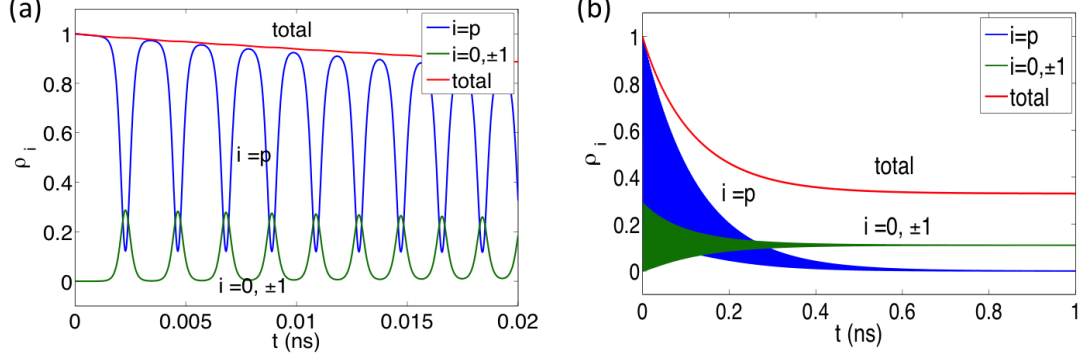 (a)
total
i=p
i=0,±1
total
1
0.8
0.6
0.4
0.2
0
ρ i
i =p
i =0, ±1
0
0.005
0.01
0.015
0.02
t (ns)
(b)
i=p
i=0,±1
total
1
0.8
0.6
0.4
0.2
0
ρ i
total
i =p
i =0, ±1
0
0.2
0.4
0.6
0.8
1
t (ns)